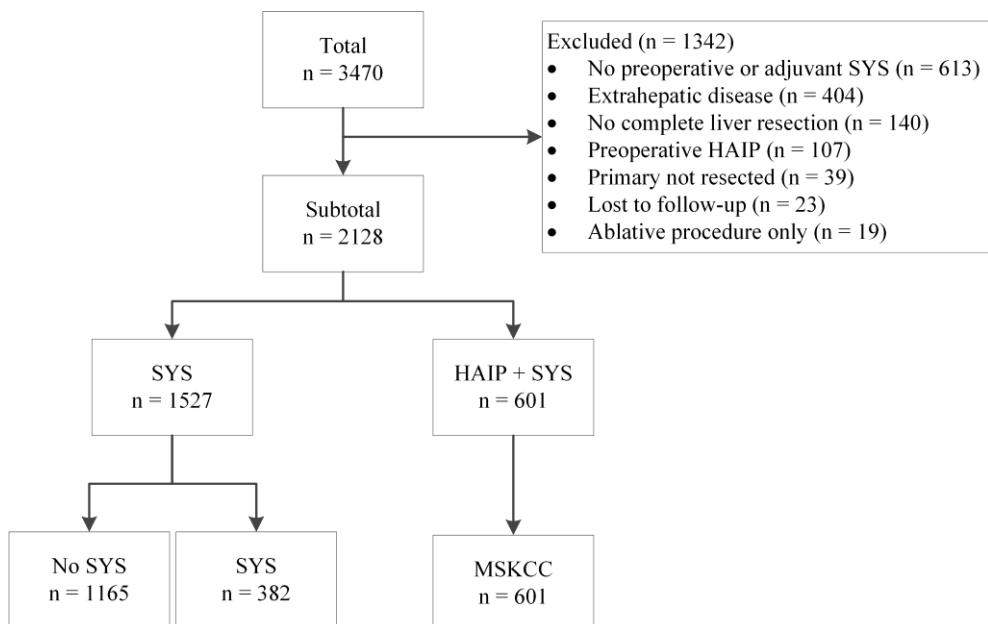 Total
n = 3470
Excluded (n = 1342)
• No preoperative or adjuvant SYS (n = 613)
• Extrahepatic disease (n = 404)
• No complete liver resection (n = 140)
• Preoperative HAIP (n = 107)
• Primary not resected (n = 39)
• Lost to follow-up (n = 23)
• Ablative procedure only (n = 19)
Subtotal
n = 2128
SYS
n = 1527
HAIP + SYS
n = 601
No SYS
n = 1165
SYS
n = 382
MSKCC
n = 601